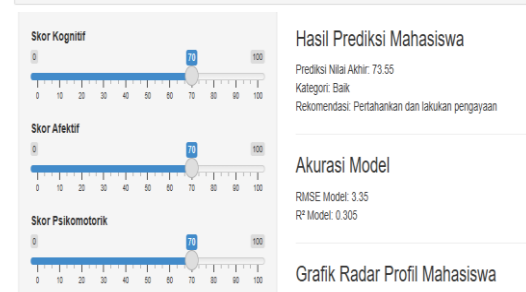 Skor Kognitif
0 70 100
0 10 20 30 40 50 60 70 80 90 100
Skor Afektif
0 70 100
0 10 20 30 40 50 60 70 80 90 100
Skor Psikomotorik
0 70 100
0 10 20 30 40 50 60 70 80 90 100
Hasil Prediksi Mahasiswa
Prediksi Nilai Akhir: 73.55
Kategori: Baik
Rekomendasi: Pertahankan dan lakukan pengayaan
Akurasi Model
RMSE Model: 3.35
R² Model: 0.305
Grafik Radar Profil Mahasiswa